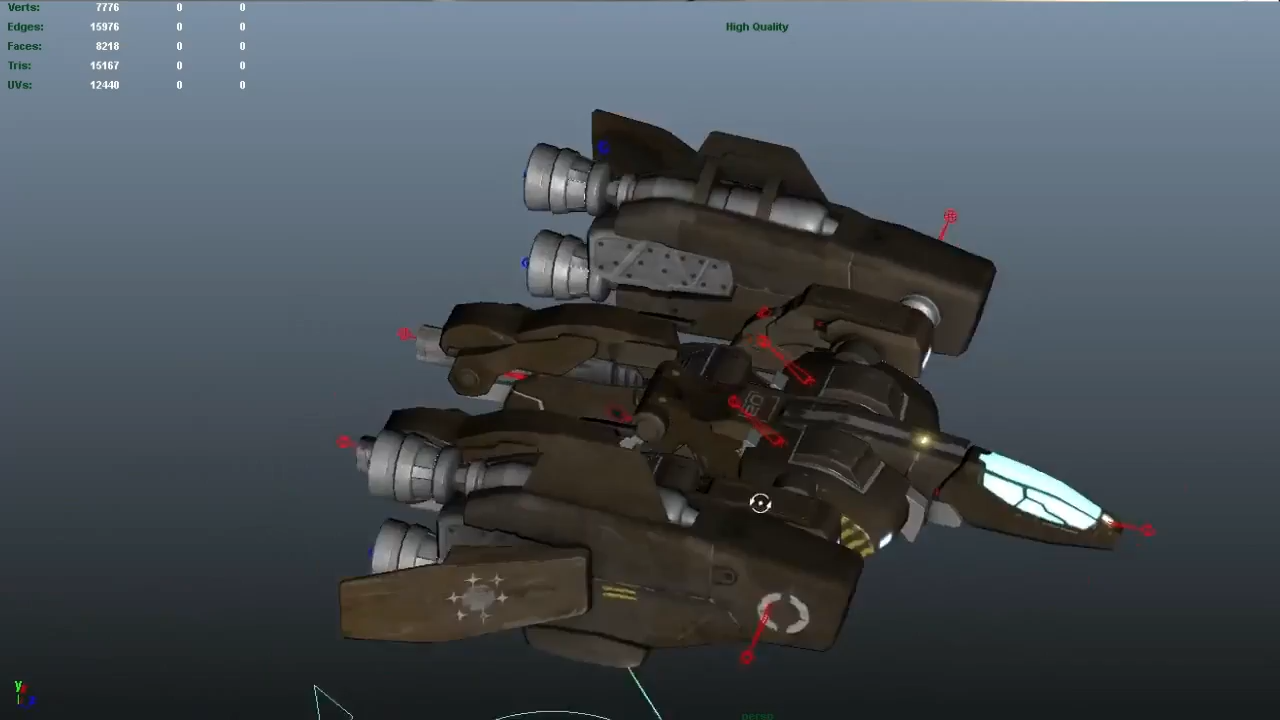 Verts: 7776 0 0
Edges: 15976 0 0
Faces: 8218 0 0
Tris: 15167 0 0
UVs: 12440 0 0
High Quality
y
persp